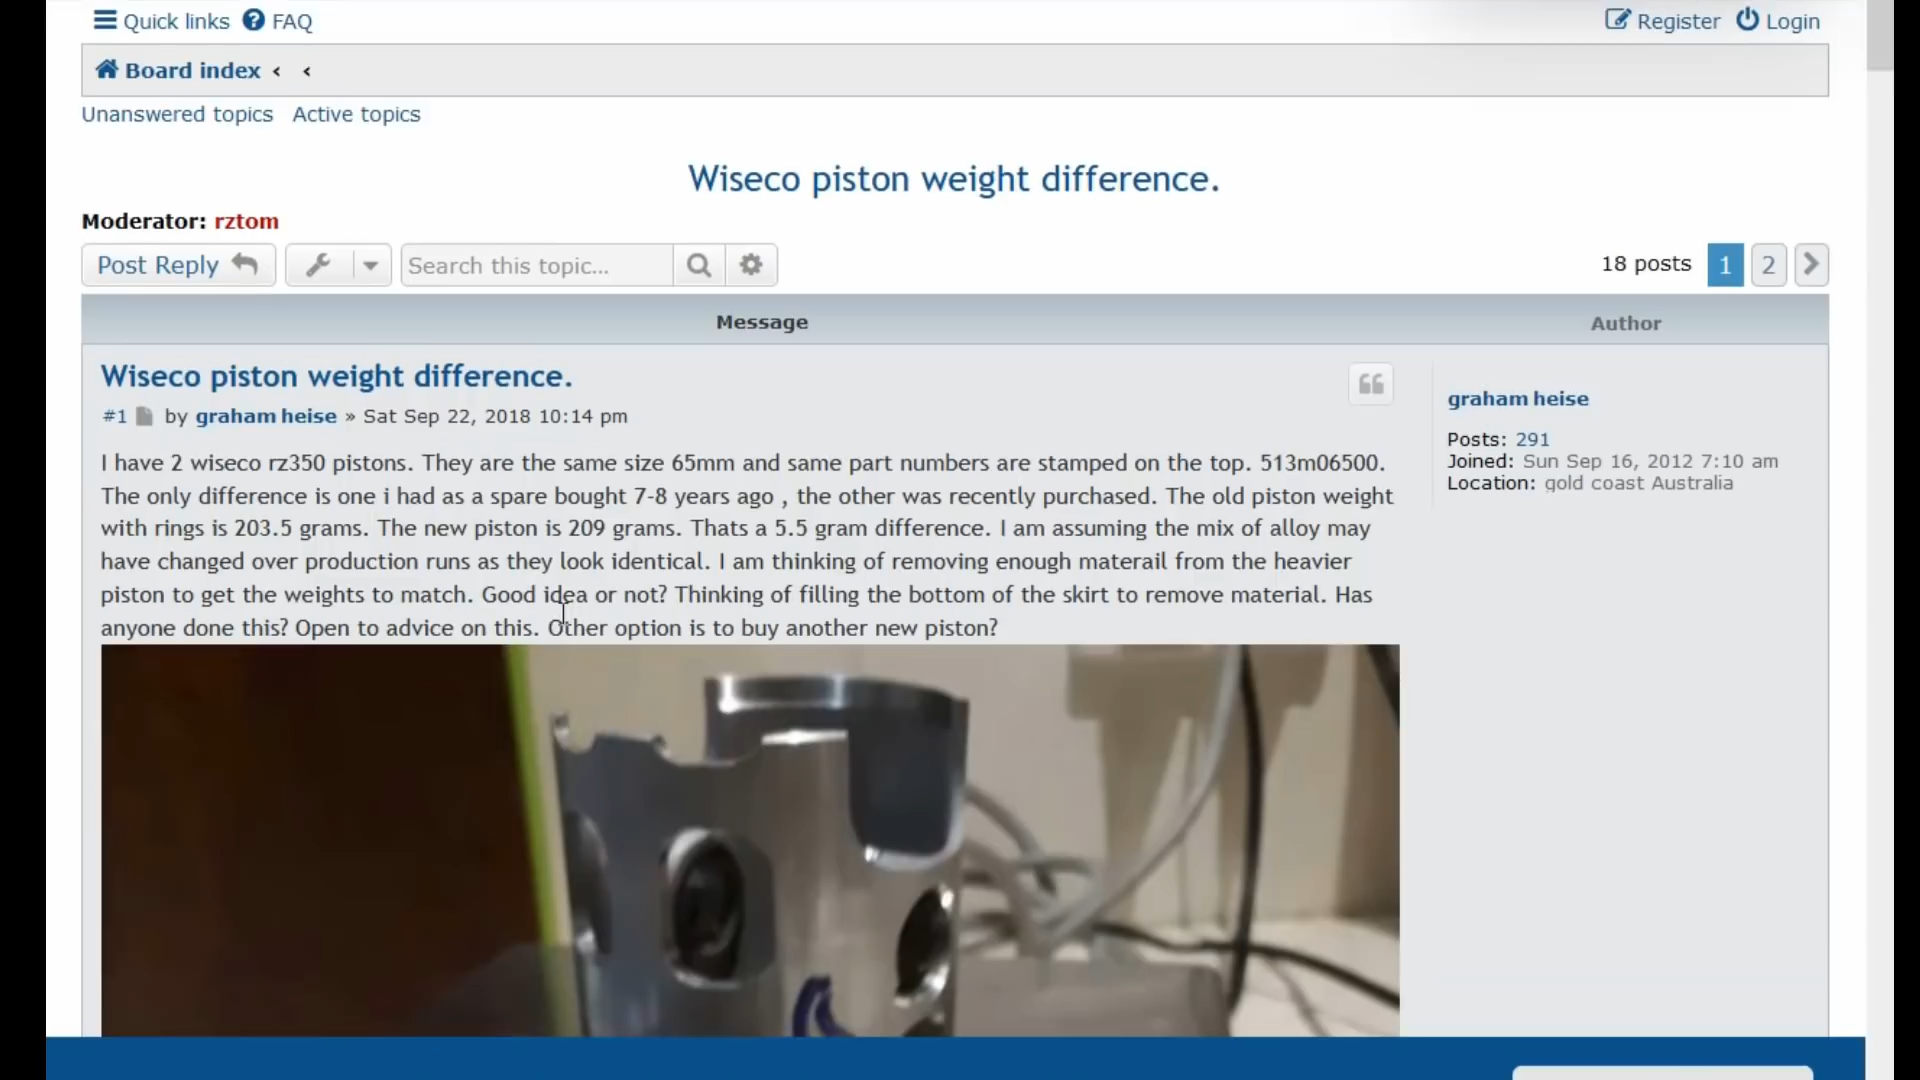 Quick links FAQ Register Login
Board index ‹ ‹
Unanswered topics Active topics
Wiseco piston weight difference.
Moderator: rztom
Post Reply Search this topic... 18 posts 1 2
Message Author
Wiseco piston weight difference.
#1 by graham heise » Sat Sep 22, 2018 10:14 pm
I have 2 wiseco rz350 pistons. They are the same size 65mm and same part numbers are stamped on the top. 513m06500.
The only difference is one i had as a spare bought 7-8 years ago , the other was recently purchased. The old piston weight
with rings is 203.5 grams. The new piston is 209 grams. Thats a 5.5 gram difference. I am assuming the mix of alloy may
have changed over production runs as they look identical. I am thinking of removing enough materail from the heavier
piston to get the weights to match. Good idea or not? Thinking of filling the bottom of the skirt to remove material. Has
anyone done this? Open to advice on this. Other option is to buy another new piston?
graham heise
Posts: 291
Joined: Sun Sep 16, 2012 7:10 am
Location: gold coast Australia